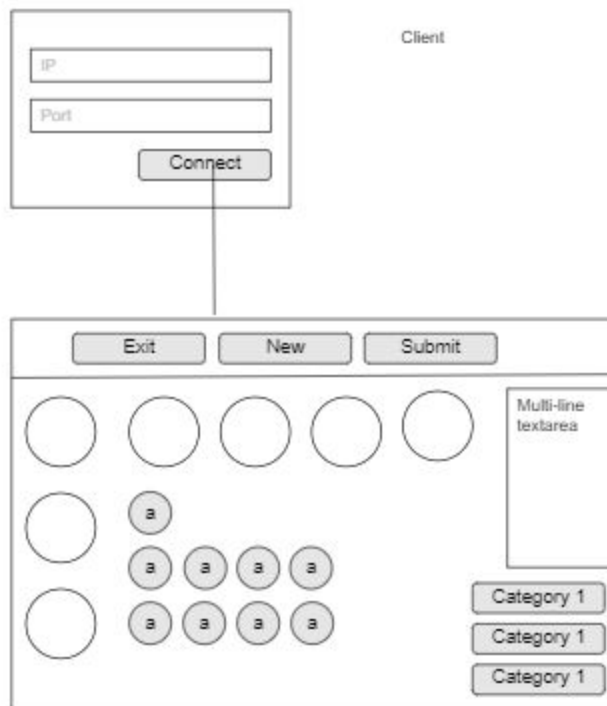 Client
IP
Port
Connect
Exit
New
Submit
Multi-line
textarea
a
a a a a
a a a a
Category 1
Category 1
Category 1